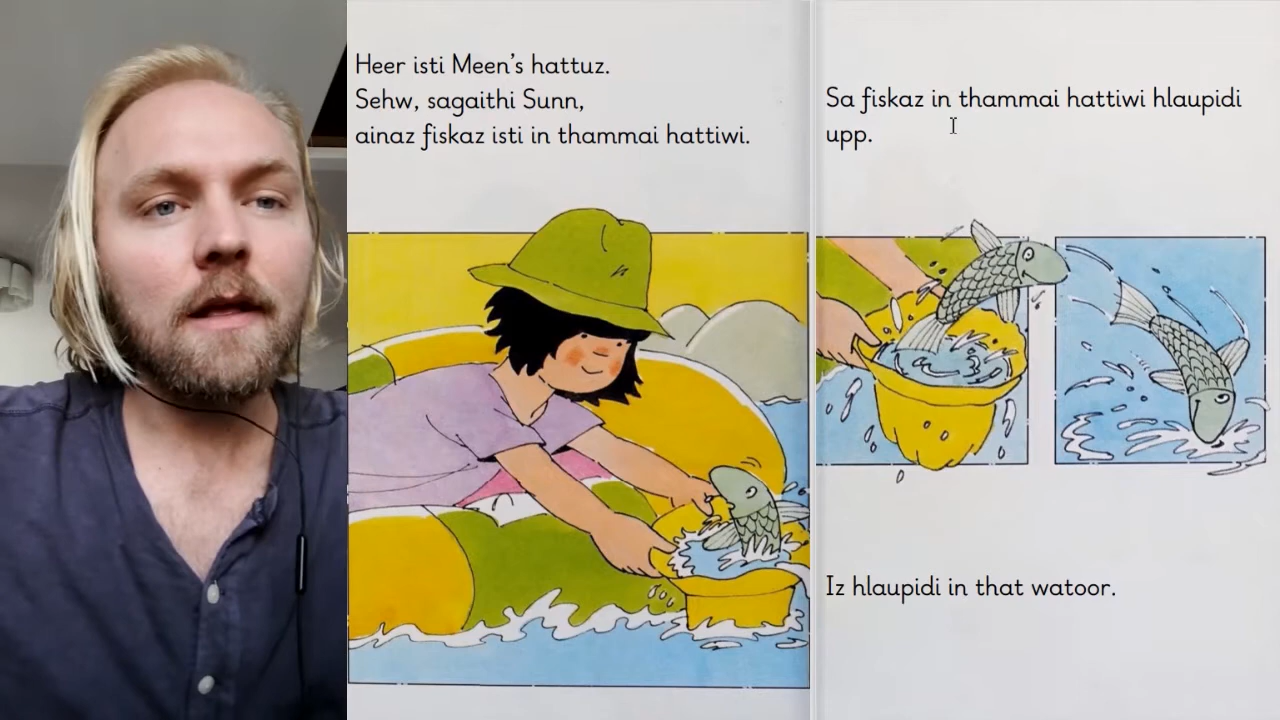 Heer isti Meen’s hattuz.
Sehw, sagaithi Sunn,
ainaz fiskaz isti in thammai hattiwi.
Sa fiskaz in thammai hattiwi hlaupidi
upp.
Iz hlaupidi in that watoor.